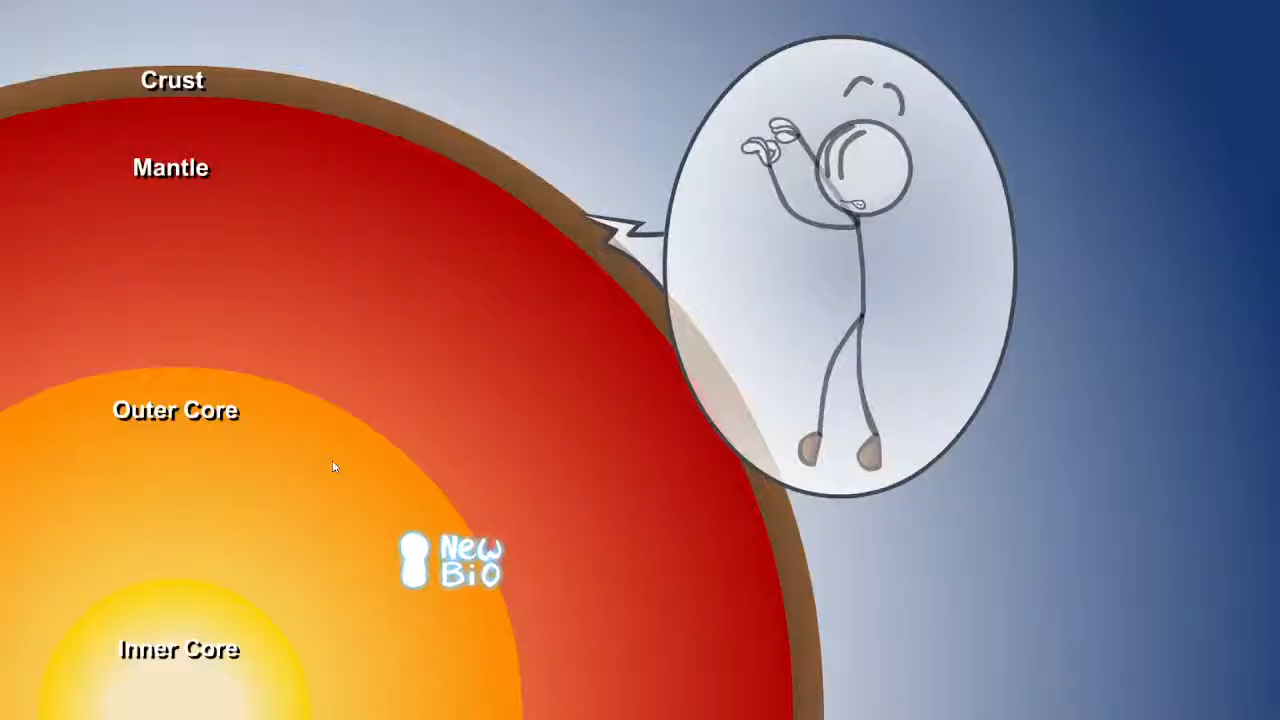 Crust
Mantle
Outer Core
New
BiO
Inner Core